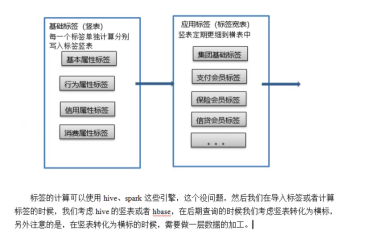 基础标签（竖表）
每一个标签单独计算分别
写入标签竖表
基本属性标签
行为属性标签
信用属性标签
消费属性标签
应用标签（标签宽表）
竖表定期更细到横表中
集团基础标签
支付会员标签
保险会员标签
信贷会员标签
。。。
标签的计算可以使用 hive、spark 这些引擎，这个没问题。然后我们在导入标签或者计算
标签的时候，我们考虑 hive 的竖表或者 hbase，在后期查询的时候我们考虑竖表转化为横标，
另外注意的是，在竖表转化为横标的时候，需要做一层数据的加工。